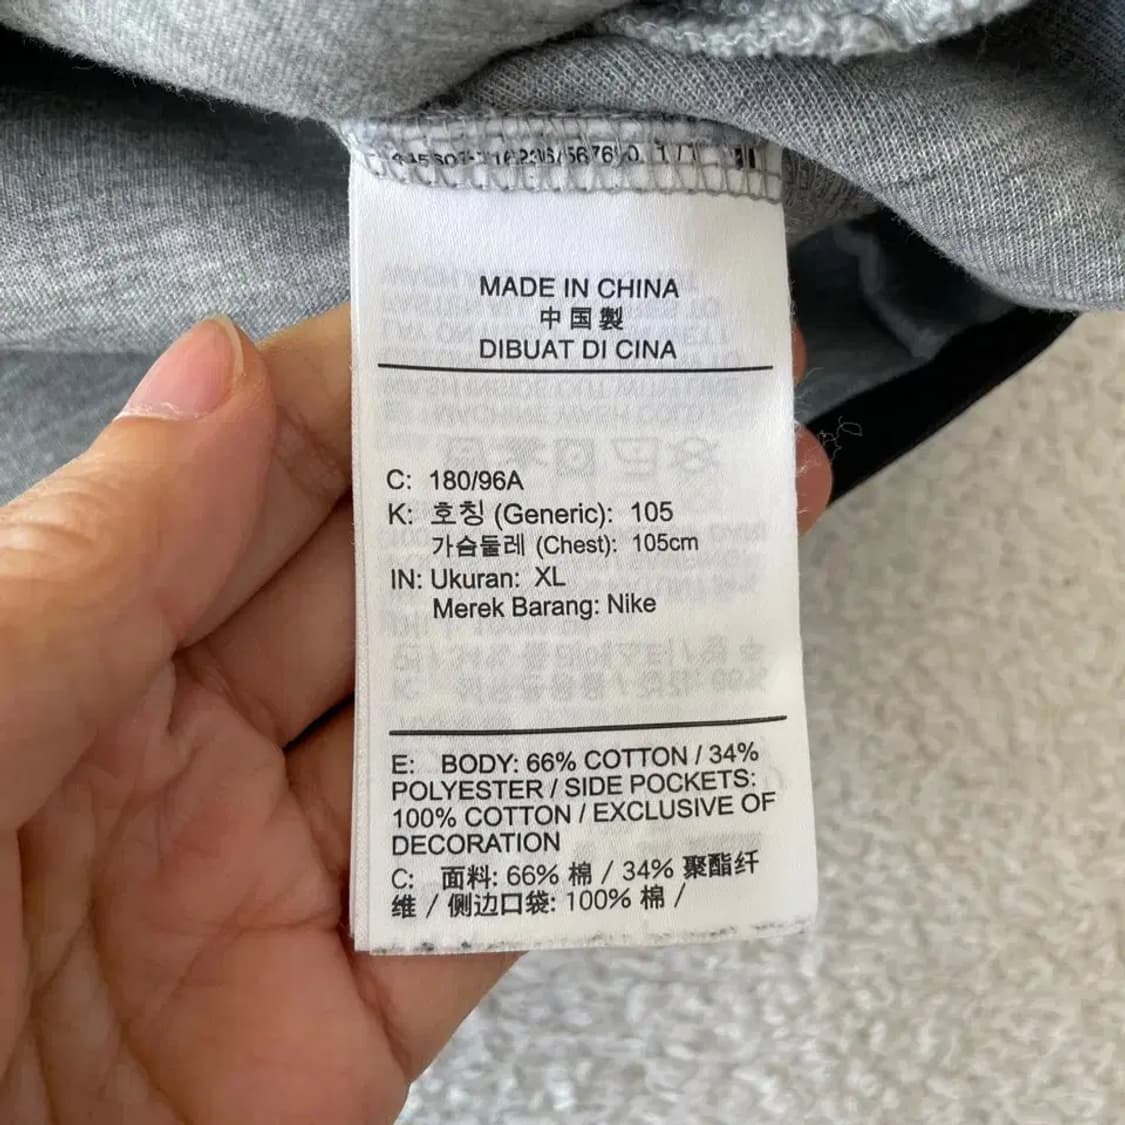 MADE IN CHINA
中国製
DIBUAT DI CINA
C: 180/96A
K: 호칭 (Generic): 105
가슴둘레 (Chest): 105cm
IN: Ukuran: XL
Merek Barang: Nike
E: BODY: 66% COTTON / 34%
POLYESTER / SIDE POCKETS:
100% COTTON / EXCLUSIVE OF
DECORATION
C: 面料: 66% 棉 / 34% 聚酯纤
维 / 侧边口袋: 100% 棉 /